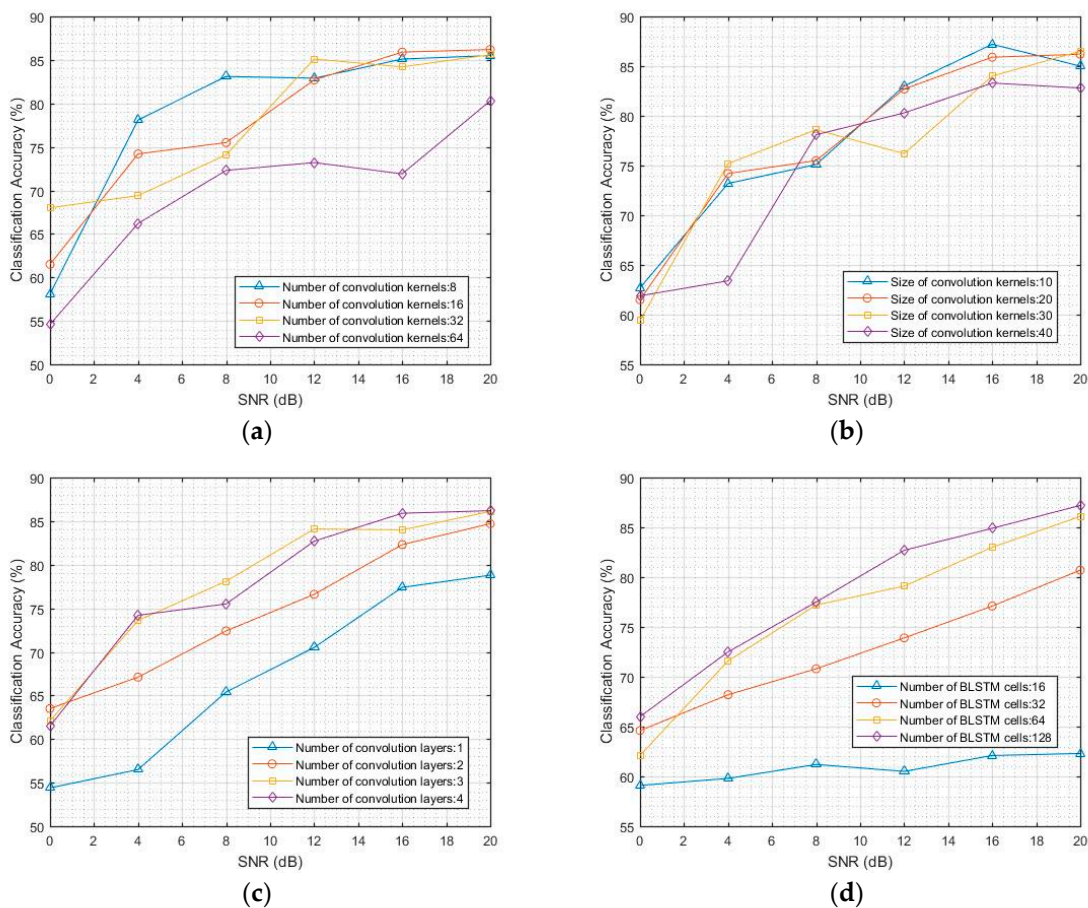 90
85
80
75
70
65
60
55
50
Classification Accuracy (%)
0 2 4 6 8 10 12 14 16 18 20
SNR (dB)
Number of convolution kernels:8
Number of convolution kernels:16
Number of convolution kernels:32
Number of convolution kernels:64
(a)
90
85
80
75
70
65
60
55
Classification Accuracy (%)
0 2 4 6 8 10 12 14 16 18 20
SNR (dB)
Size of convolution kernels:10
Size of convolution kernels:20
Size of convolution kernels:30
Size of convolution kernels:40
(b)
90
85
80
75
70
65
60
55
50
Classification Accuracy (%)
0 2 4 6 8 10 12 14 16 18 20
SNR (dB)
Number of convolution layers:1
Number of convolution layers:2
Number of convolution layers:3
Number of convolution layers:4
(c)
90
85
80
75
70
65
60
55
Classification Accuracy (%)
0 2 4 6 8 10 12 14 16 18 20
SNR (dB)
Number of BLSTM cells:16
Number of BLSTM cells:32
Number of BLSTM cells:64
Number of BLSTM cells:128
(d)